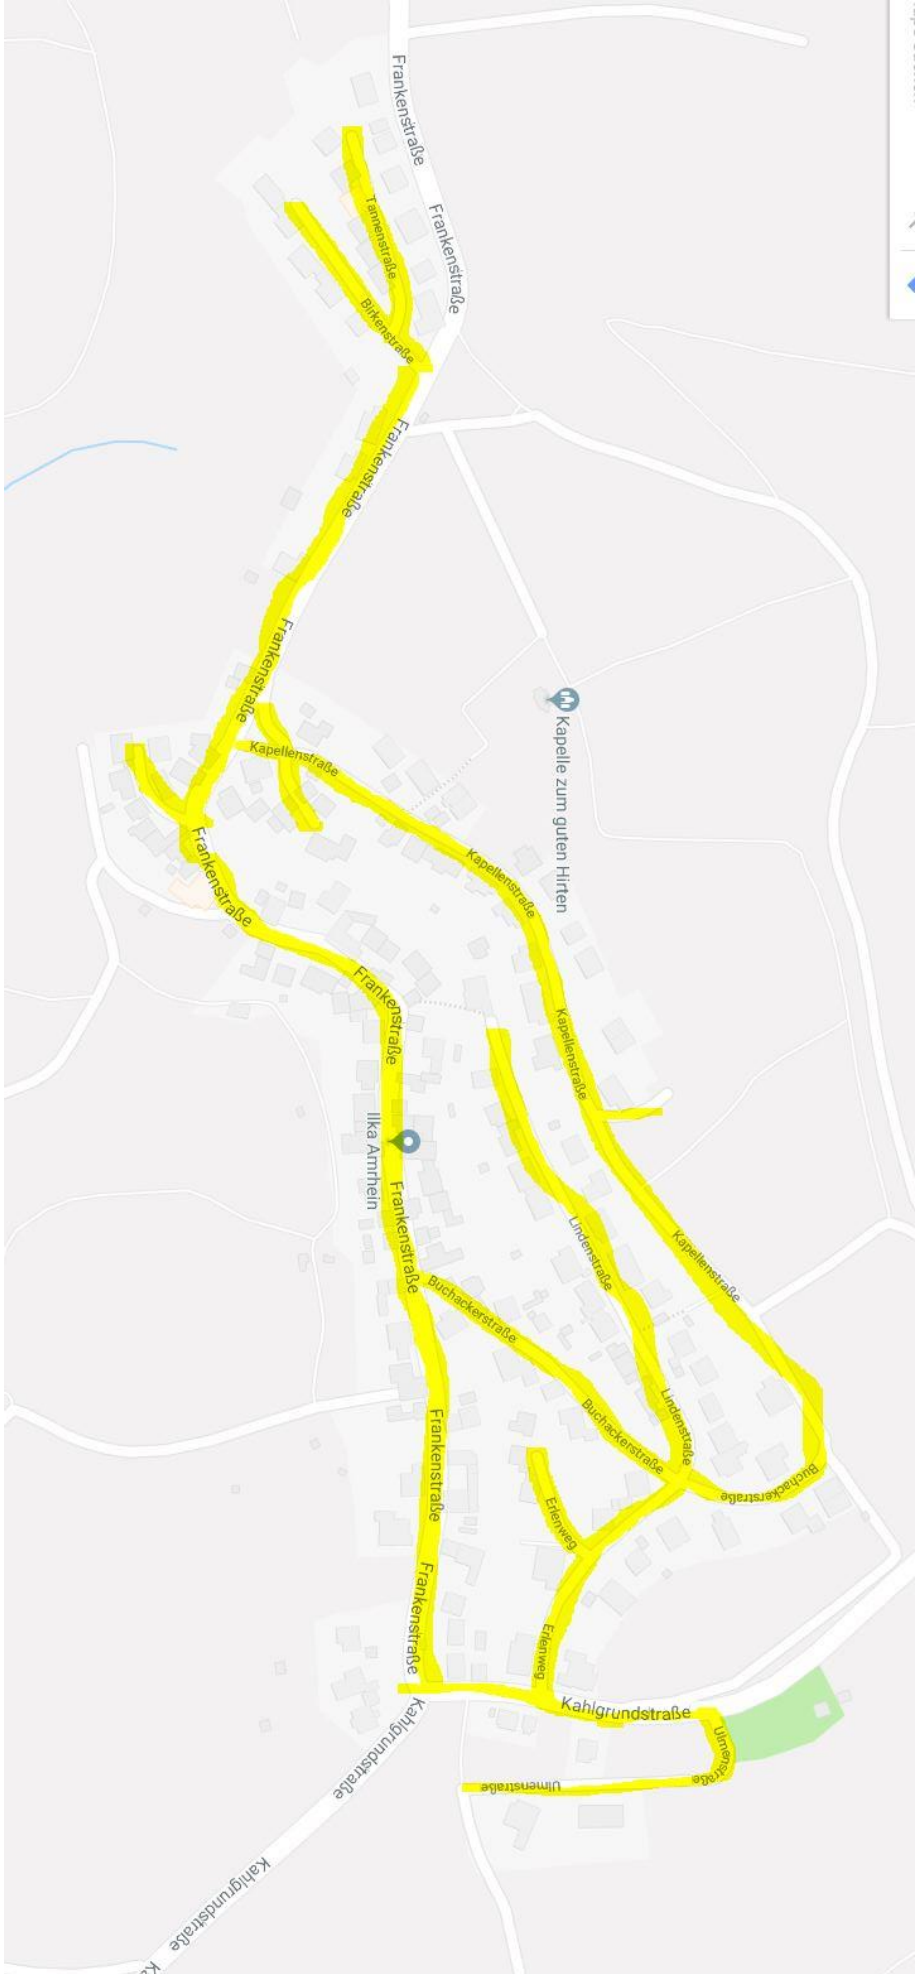 Frankenstraße
Frankenstraße
Tannenstraße
Birkenstraße
Frankenstraße
Frankenstraße
Kapellenstraße
Kapelle zum guten Hirten
Frankenstraße
Kapellenstraße
Frankenstraße
Kapellenstraße
Ilka Amrhein
Frankenstraße
Lindenstraße
Kapellenstraße
Buchackerstraße
Lindenstraße
Buchackerstraße
Frankenstraße
Buchackerstraße
Erlenweg
Frankenstraße
Erlenweg
Kahlgrundstraße
Kahlgrundstraße
Ulmenstraße
Ulmenstraße
Kahlgrundstraße